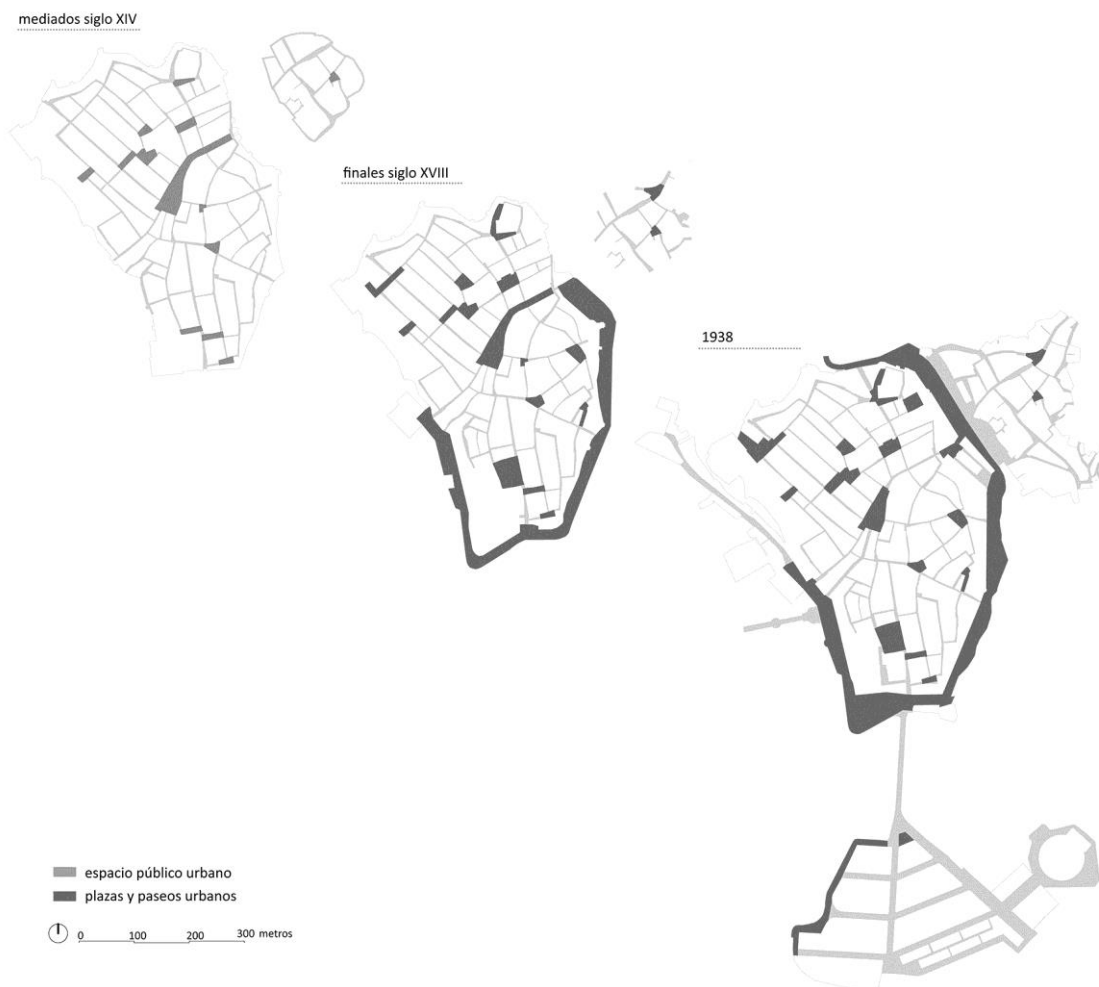 mediados siglo XIV
finales siglo XVIII
1938
espacio público urbano
plazas y paseos urbanos
0 100 200 300 metros